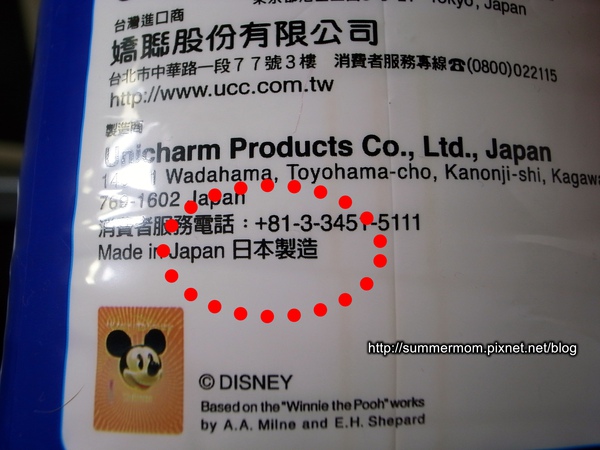 Tokyo, Japan
台灣進口商
嬌聯股份有限公司
台北市中華路一段77號3樓 消費者服務專線☎(0800)022115
http://www.ucc.com.tw
製造商
Unicharm Products Co., Ltd., Japan
Wadahama, Toyohama-cho, Kanonji-shi, Kagawa
769-1602 Japan
消費者服務電話：+81-3-3451-5111
Made in Japan 日本製造
http://summermom.pixnet.net/blog
© DISNEY
Based on the "Winnie the Pooh" works
by A.A. Milne and E.H. Shepard